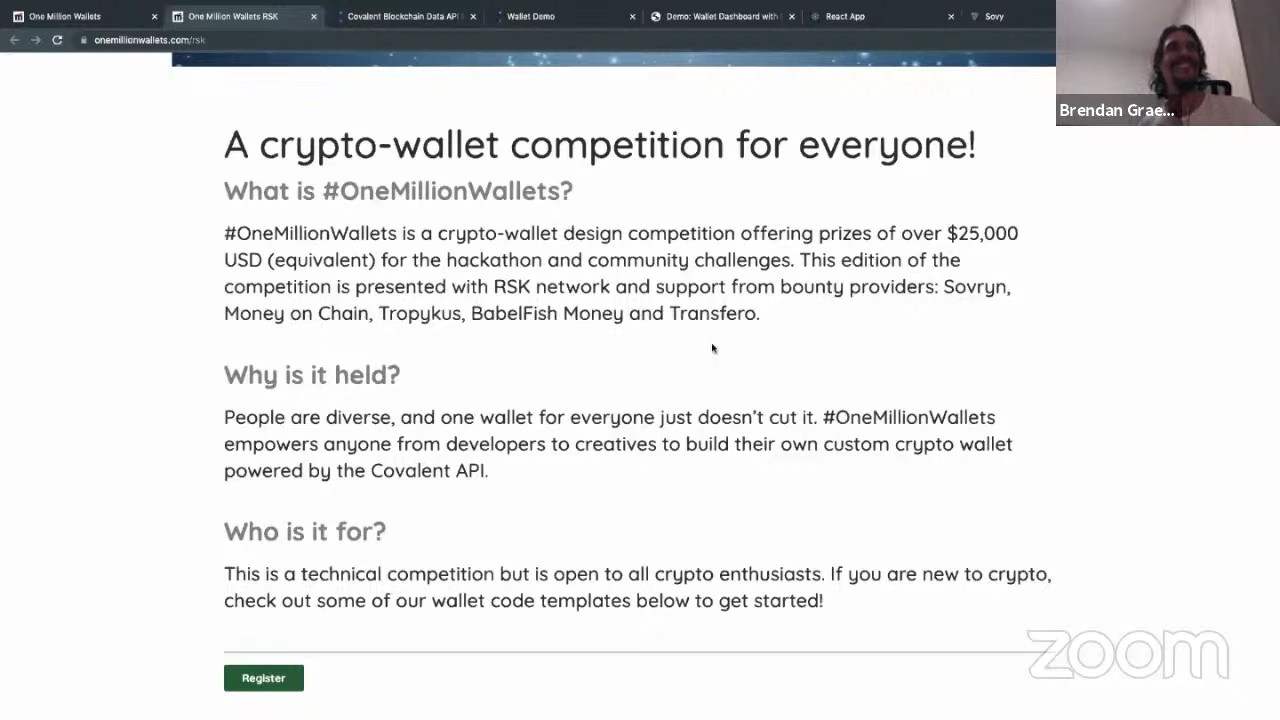 One Million Wallets
One Million Wallets RSK
Covalent Blockchain Data API
Wallet Demo
Demo: Wallet Dashboard with
React App
Sovy
onemillionwallets.com/rsk
Brendan Grae...
A crypto-wallet competition for everyone!
What is #OneMillionWallets?
#OneMillionWallets is a crypto-wallet design competition offering prizes of over $25,000
USD (equivalent) for the hackathon and community challenges. This edition of the
competition is presented with RSK network and support from bounty providers: Sovryn,
Money on Chain, Tropykus, BabelFish Money and Transfero.
Why is it held?
People are diverse, and one wallet for everyone just doesn’t cut it. #OneMillionWallets
empowers anyone from developers to creatives to build their own custom crypto wallet
powered by the Covalent API.
Who is it for?
This is a technical competition but is open to all crypto enthusiasts. If you are new to crypto,
check out some of our wallet code templates below to get started!
Register
zoom